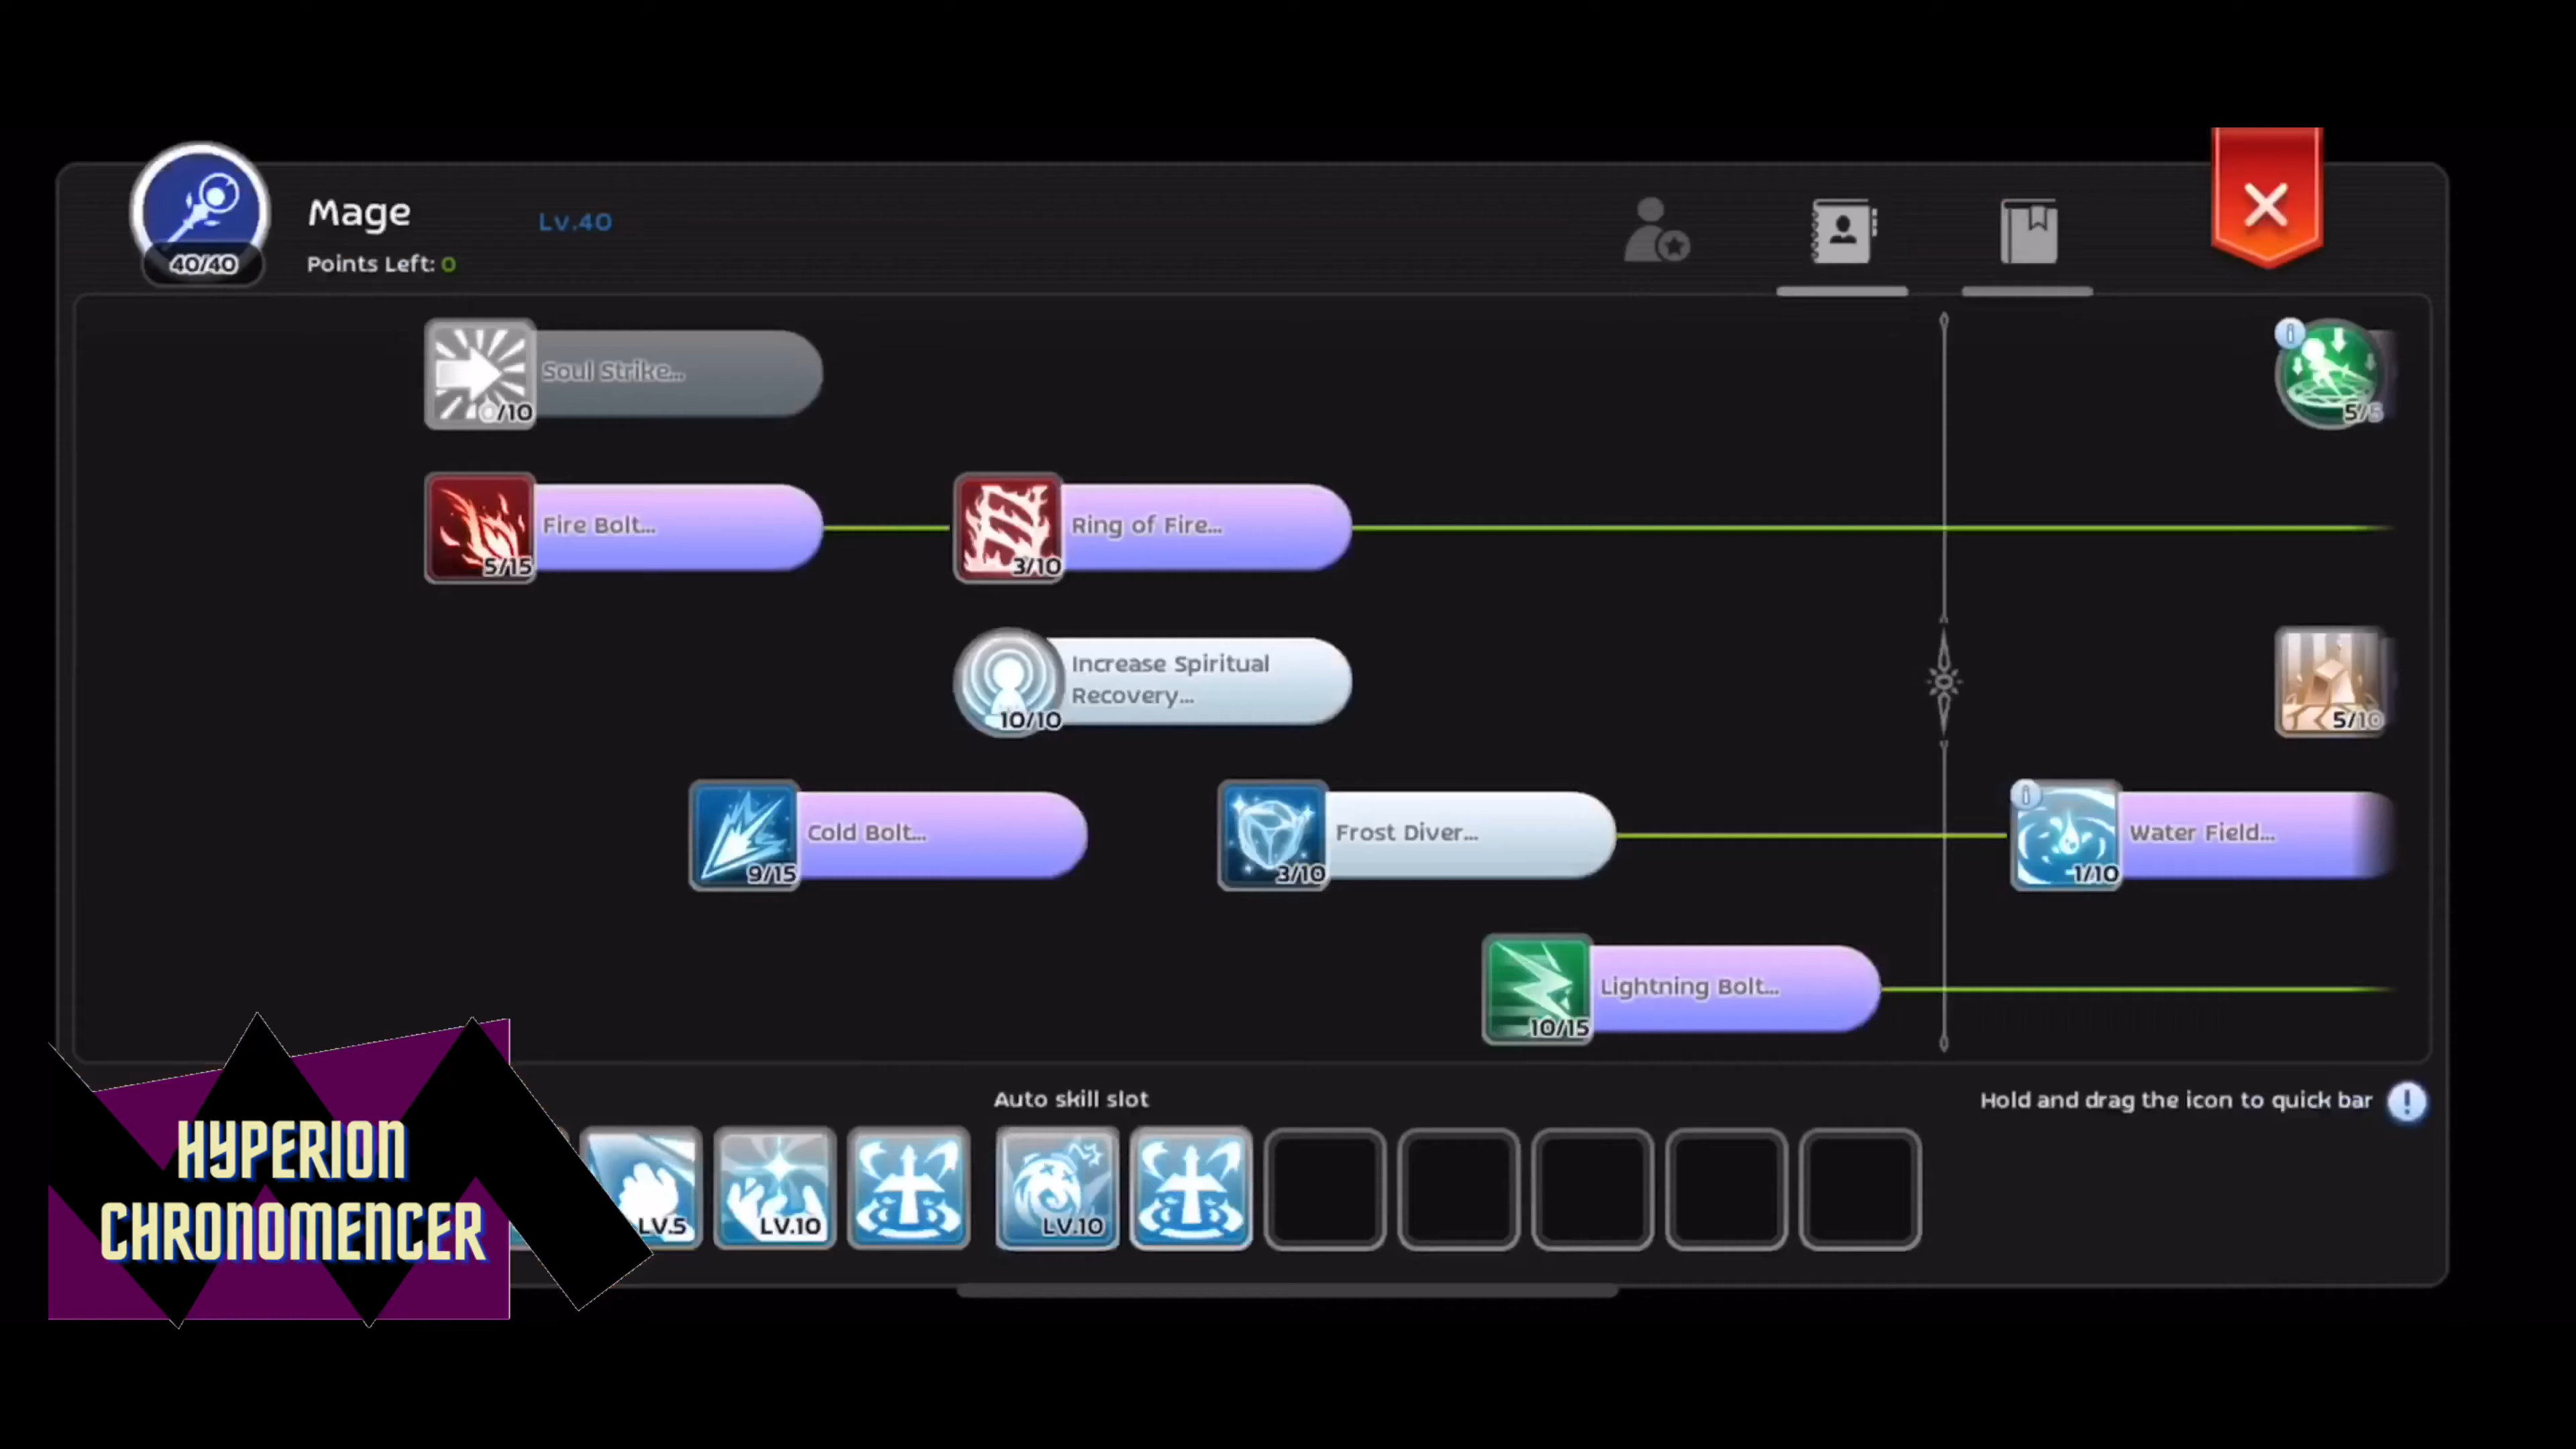 Mage
Lv.40
40/40
Points Left: 0
Soul Strike...
0/10
5/5
Fire Bolt...
5/15
Ring of Fire...
3/10
Increase Spiritual
Recovery...
10/10
5/10
Cold Bolt...
9/15
Frost Diver...
3/10
Water Field...
1/10
Lightning Bolt...
10/15
Auto skill slot
Hold and drag the icon to quick bar
LV.5
LV.10
LV.10
HYPERION
CHRONOMENCER